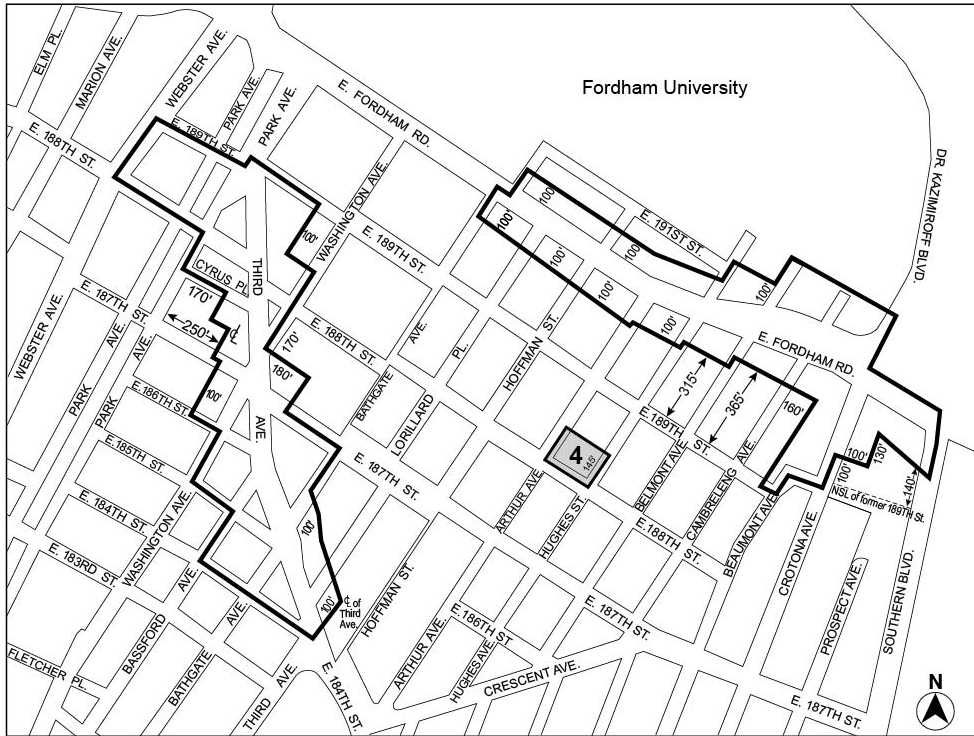 Fordham University
ELM PL.
MARION AVE.
WEBSTER AVE.
PARK AVE.
PARK AVE.
E. FORDHAM RD.
E. 188TH ST.
E. 189TH ST.
WASHINGTON AVE.
DR. KAZIMIROFF BLVD.
100'
100'
100'
E. 191ST ST.
100'
100'
100'
100'
100'
E. 189TH ST.
CYRUS PL.
THIRD
170'
250'
℄
E. 187TH ST.
WEBSTER AVE.
PARK AVE.
PARK AVE.
170'
180'
E. 188TH ST.
BATHGATE AVE.
LORILLARD PL.
HOFFMAN ST.
100'
E. FORDHAM RD.
315'
365'
160'
E. 186TH ST.
100'
AVE.
E. 189TH ST.
E. 185TH ST.
E. 187TH ST.
4
145'
ARTHUR AVE.
HUGHES ST.
BELMONT AVE.
CAMBRELENG AVE.
BEAUMONT AVE.
100'
100'
130'
140'
NSL of former 189TH St.
E. 184TH ST.
WASHINGTON AVE.
E. 183RD ST.
100'
E. 188TH ST.
CROTONA AVE.
PROSPECT AVE.
SOUTHERN BLVD.
100'
℄ of
Third
Ave.
HOFFMAN ST.
E. 186TH ST.
E. 187TH ST.
FLETCHER PL.
BASSFORD AVE.
BATHGATE AVE.
THIRD AVE.
E. 184TH ST.
ARTHUR AVE.
HUGHES AVE.
CRESCENT AVE.
E. 187TH ST.
N